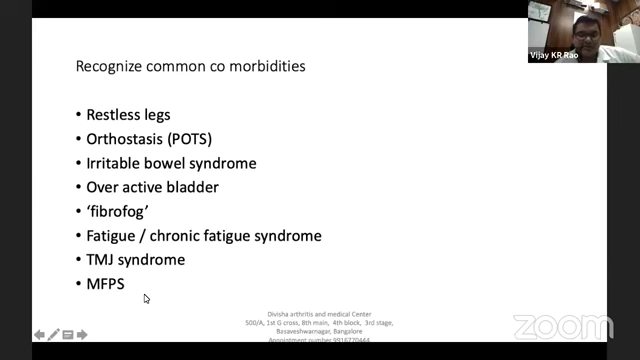 Vijay KR Rao
Recognize common co morbidities
• Restless legs
• Orthostasis (POTS)
• Irritable bowel syndrome
• Over active bladder
• ‘fibrofog’
• Fatigue / chronic fatigue syndrome
• TMJ syndrome
• MFPS
Divisha arthritis and medical Center
500/A, 1st G cross, 8th main, 4th block, 3rd stage,
Basaveshwarnagar, Bangalore
Appointment number 9916770444
zoom